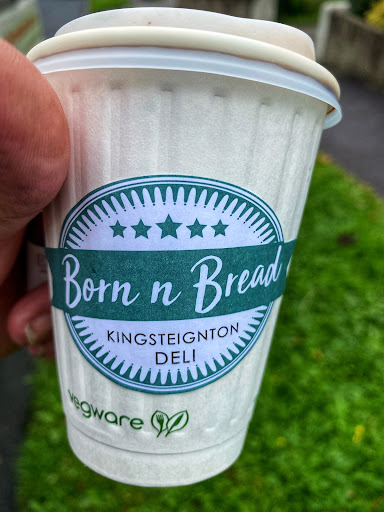 Born n Bread
KINGSTEIGNTON
DELI
vegware